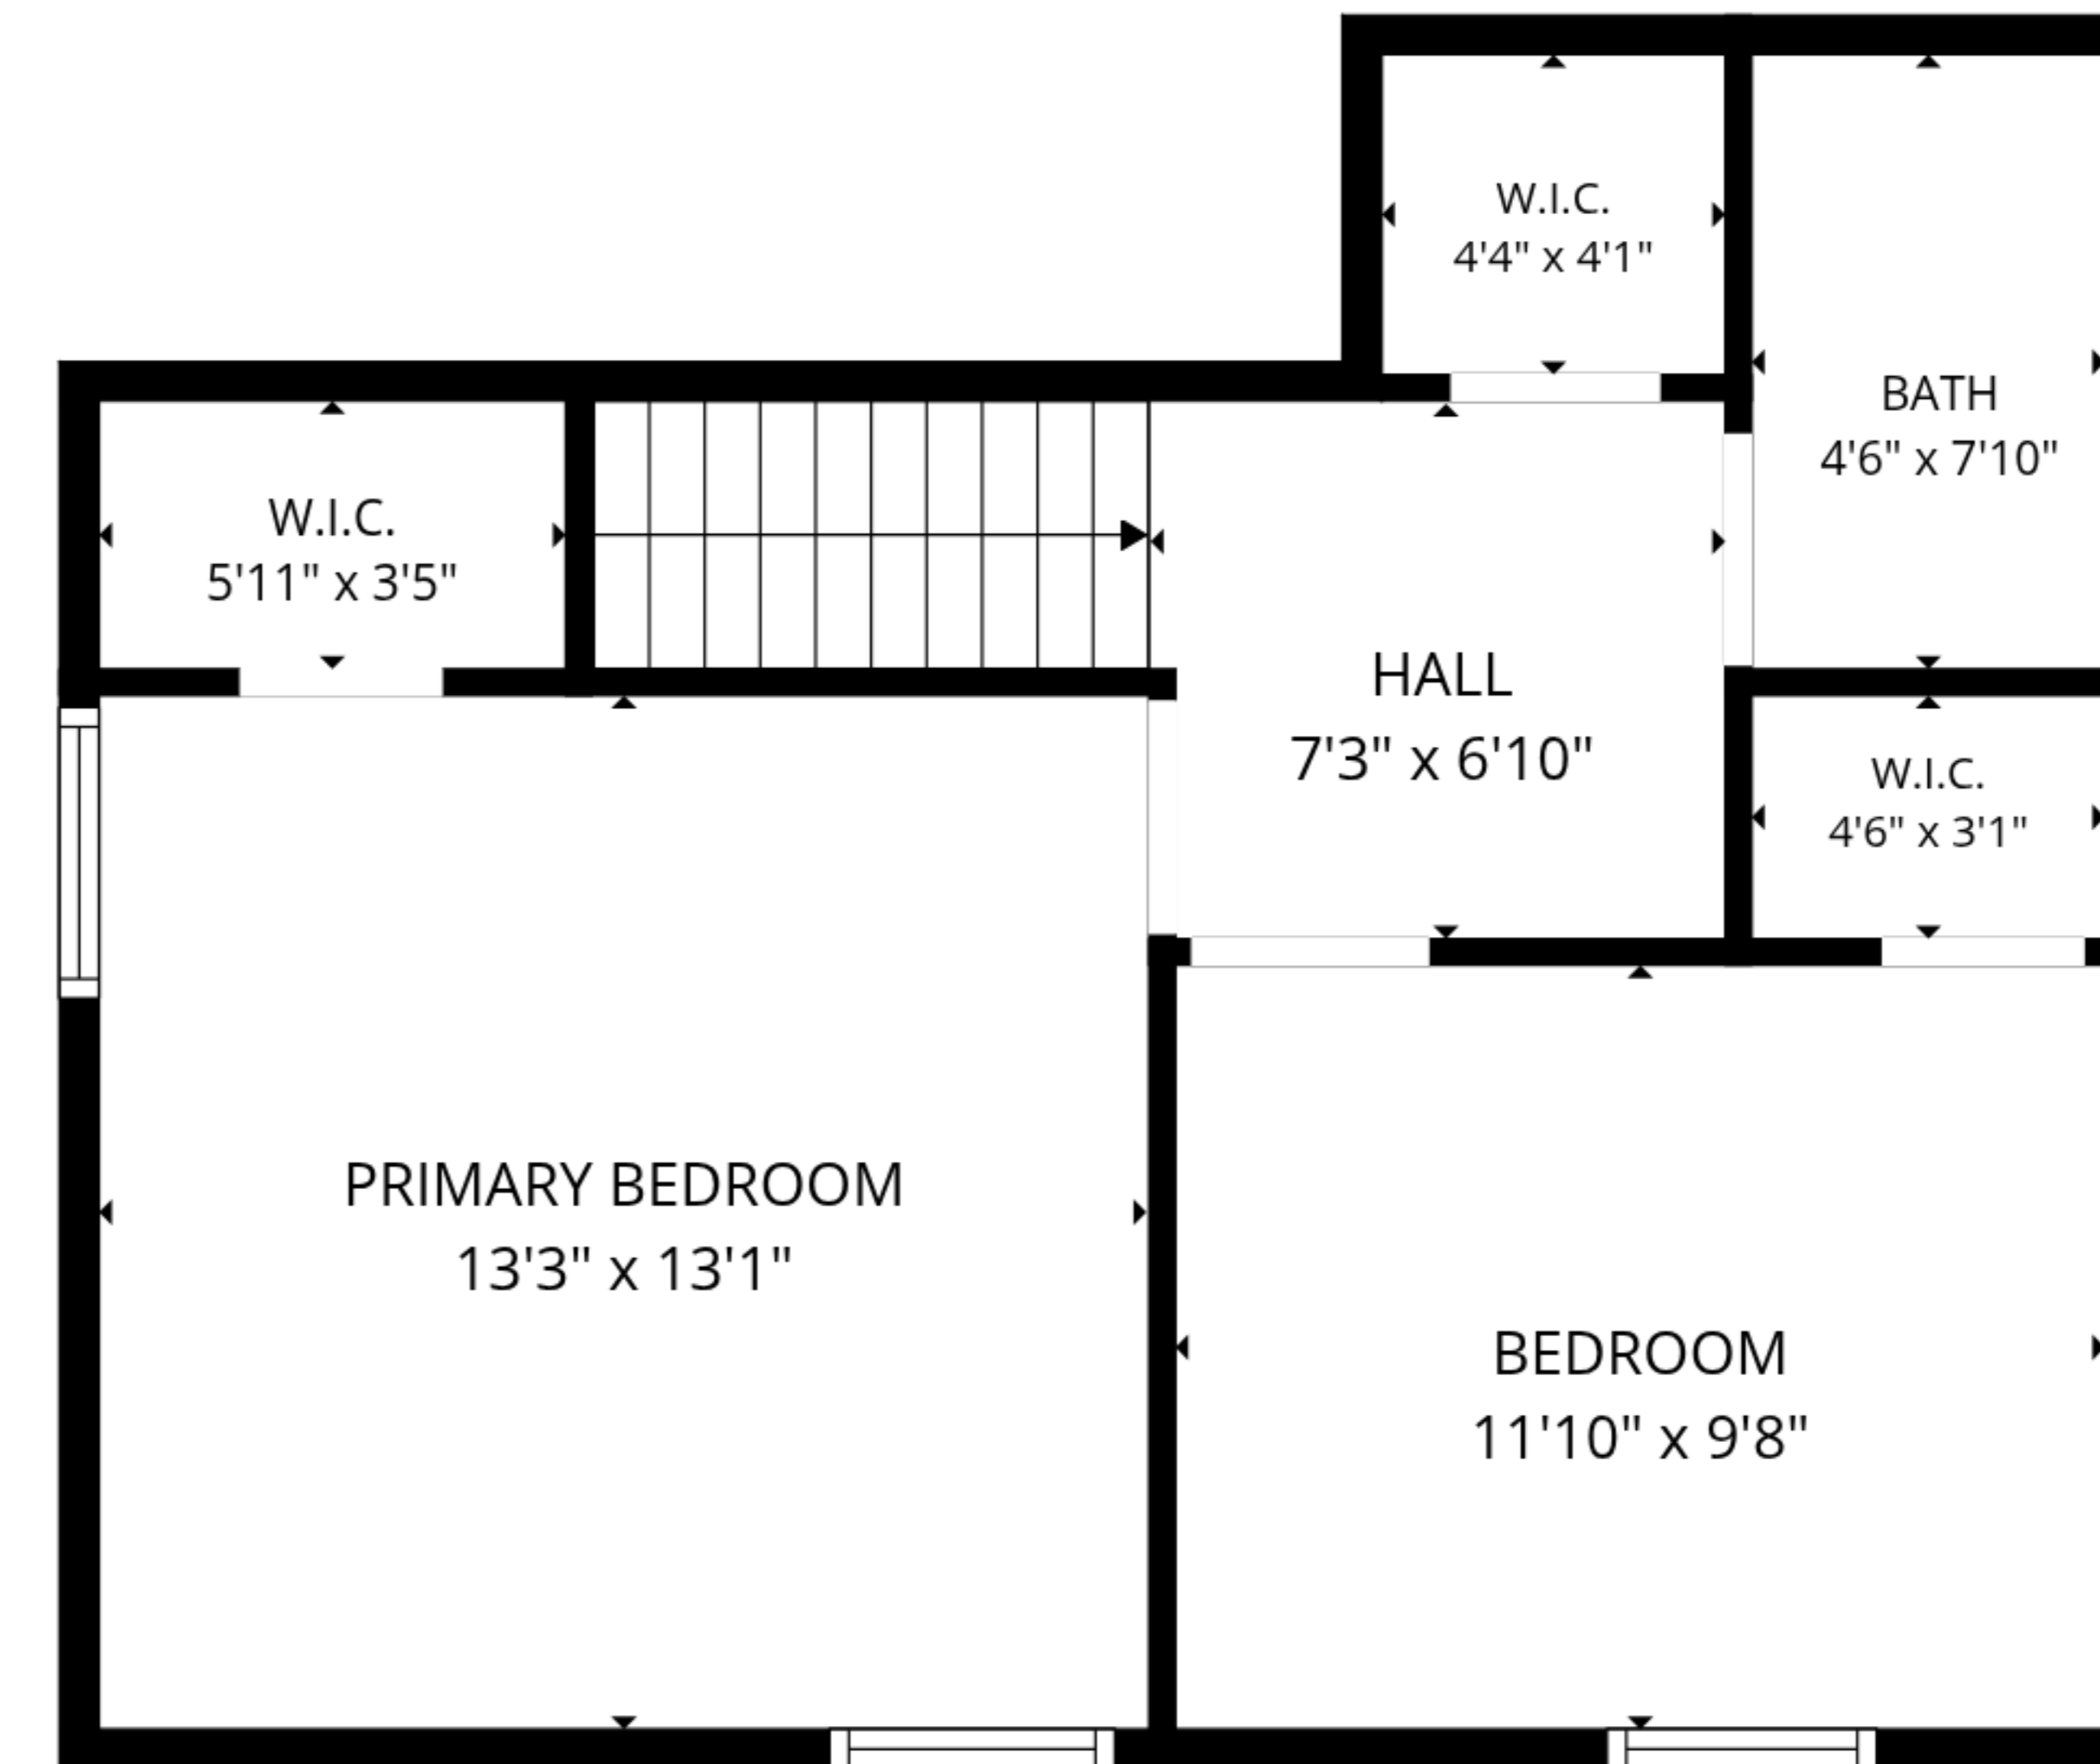 W.I.C.
4'4" x 4'1"
BATH
4'6" x 7'10"
W.I.C.
5'11" x 3'5"
HALL
7'3" x 6'10"
W.I.C.
4'6" x 3'1"
PRIMARY BEDROOM
13'3" x 13'1"
BEDROOM
11'10" x 9'8"